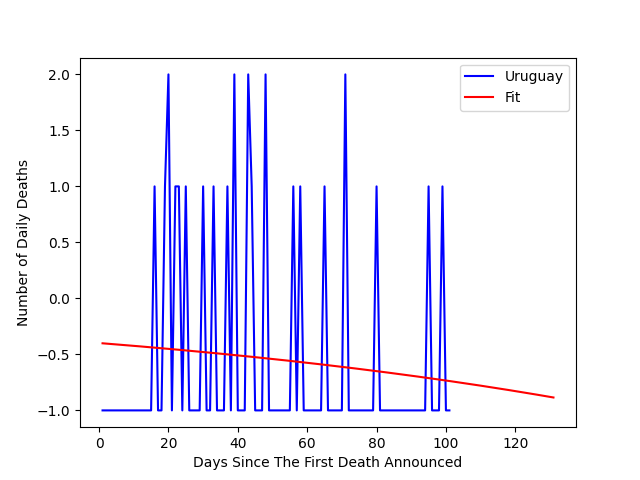 Uruguay
Fit
2.0
1.5
1.0
0.5
0.0
−0.5
−1.0
Number of Daily Deaths
0 20 40 60 80 100 120
Days Since The First Death Announced